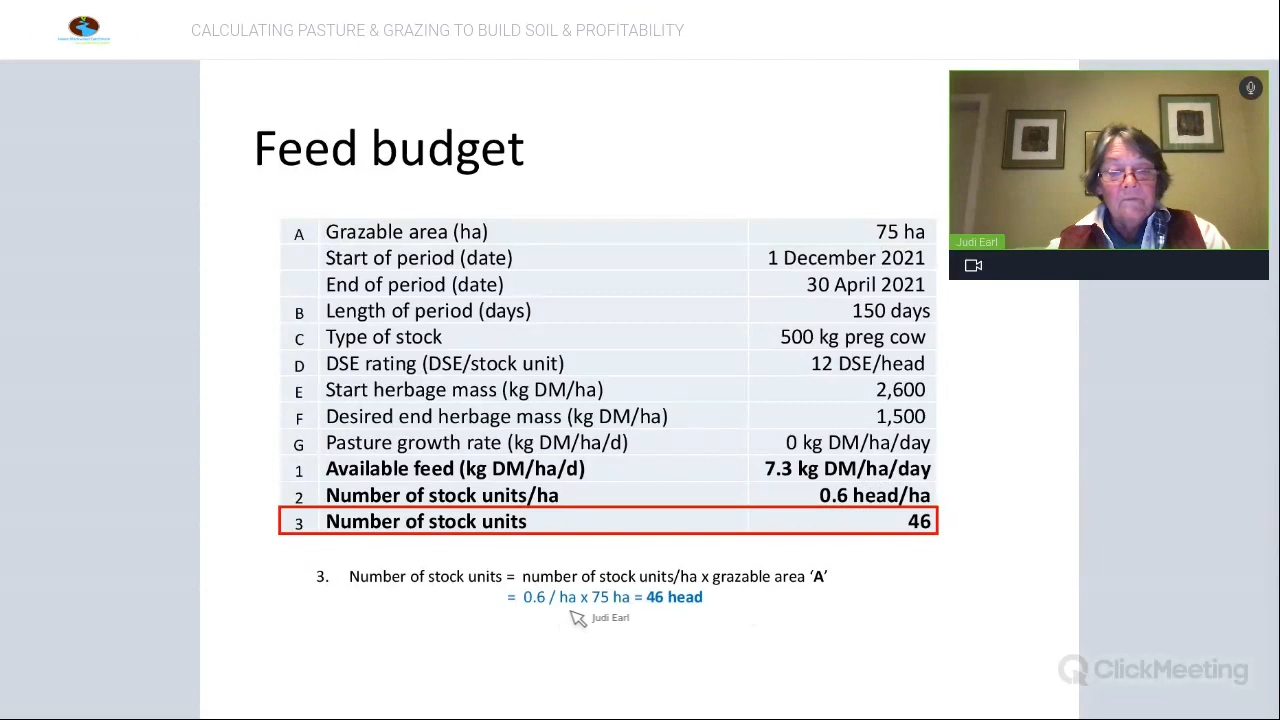 CALCULATING PASTURE & GRAZING TO BUILD SOIL & PROFITABILITY
Feed budget
A Grazable area (ha) 75 ha
Start of period (date) 1 December 2021
End of period (date) 30 April 2021
B Length of period (days) 150 days
C Type of stock 500 kg preg cow
D DSE rating (DSE/stock unit) 12 DSE/head
E Start herbage mass (kg DM/ha) 2,600
F Desired end herbage mass (kg DM/ha) 1,500
G Pasture growth rate (kg DM/ha/d) 0 kg DM/ha/day
1 Available feed (kg DM/ha/d) 7.3 kg DM/ha/day
2 Number of stock units/ha 0.6 head/ha
3 Number of stock units 46
3. Number of stock units = number of stock units/ha x grazable area ‘A’
= 0.6 / ha x 75 ha = 46 head
Judi Earl
Judi Earl
ClickMeeting